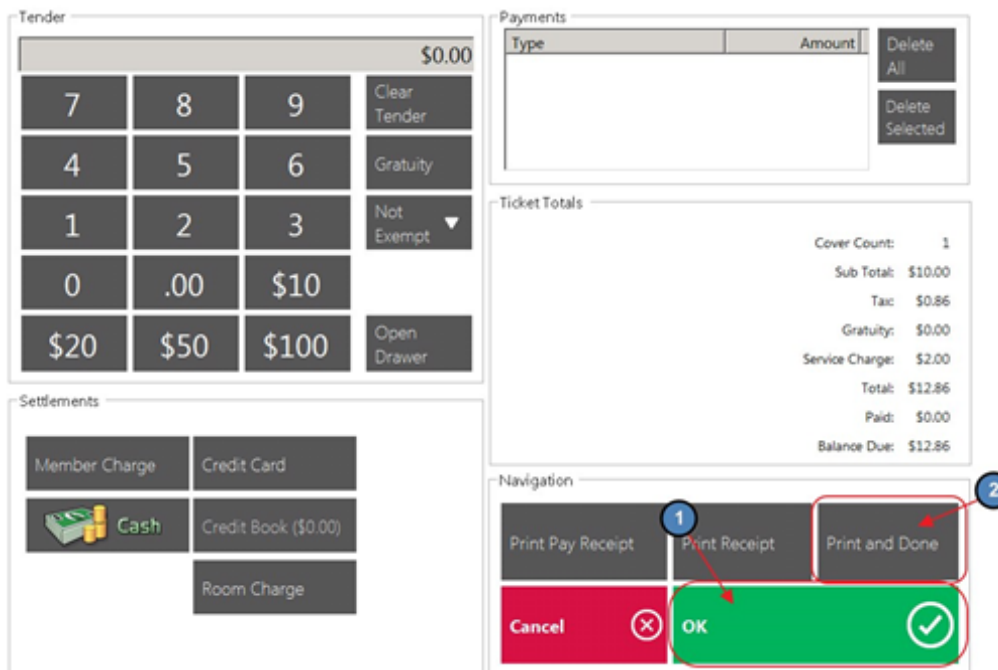 Tender
$0.00
7 8 9 Clear Tender
4 5 6 Gratuity
1 2 3 Not Exempt
0 .00 $10
$20 $50 $100 Open Drawer
Payments
Type Amount
Delete All
Delete Selected
Ticket Totals
Cover Count: 1
Sub Total: $10.00
Tax: $0.86
Gratuity: $0.00
Service Charge: $2.00
Total: $12.86
Paid: $0.00
Balance Due: $12.86
Settlements
Member Charge Credit Card
Cash Credit Book ($0.00)
Room Charge
Navigation
1
2
Print Pay Receipt Print Receipt Print and Done
Cancel OK